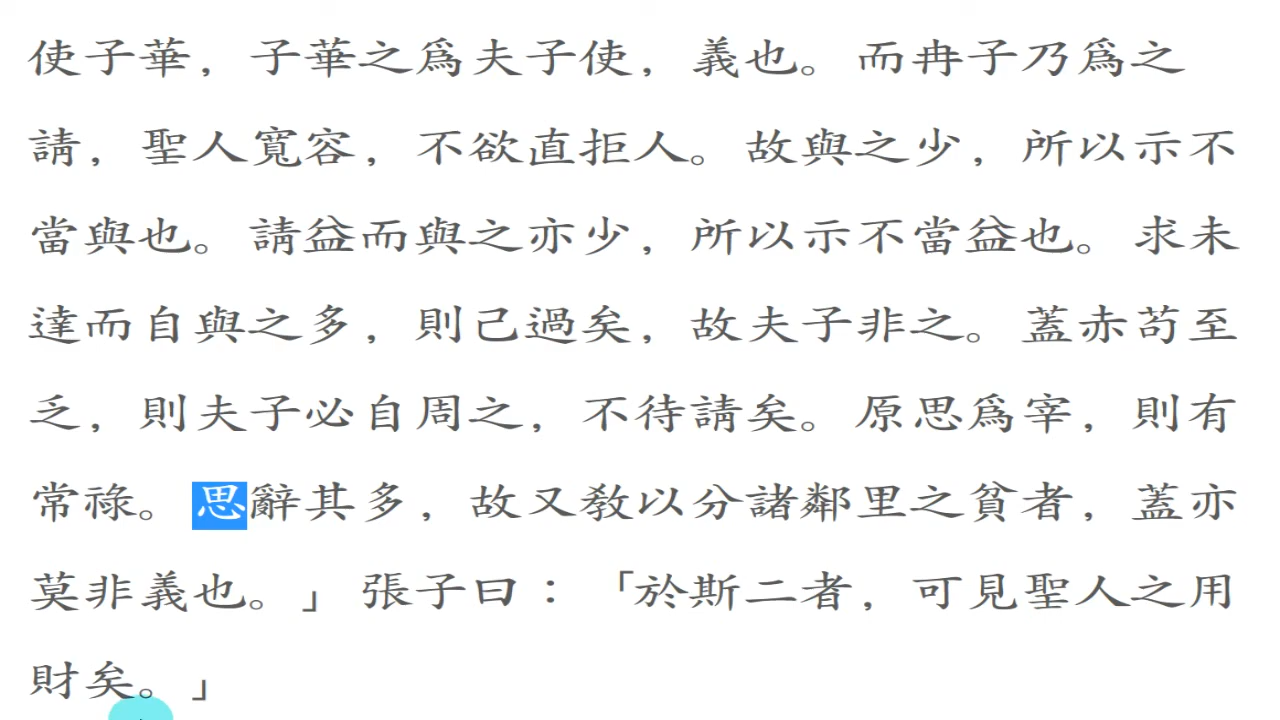 使子華，子華之爲夫子使，義也。而冉子乃爲之
請，聖人寬容，不欲直拒人。故與之少，所以示不
當與也。請益而與之亦少，所以示不當益也。求未
達而自與之多，則己過矣，故夫子非之。蓋赤苟至
乏，則夫子必自周之，不待請矣。原思爲宰，則有
常祿。思辭其多，故又敎以分諸鄰里之貧者，蓋亦
莫非義也。」張子曰：「於斯二者，可見聖人之用
財矣。」